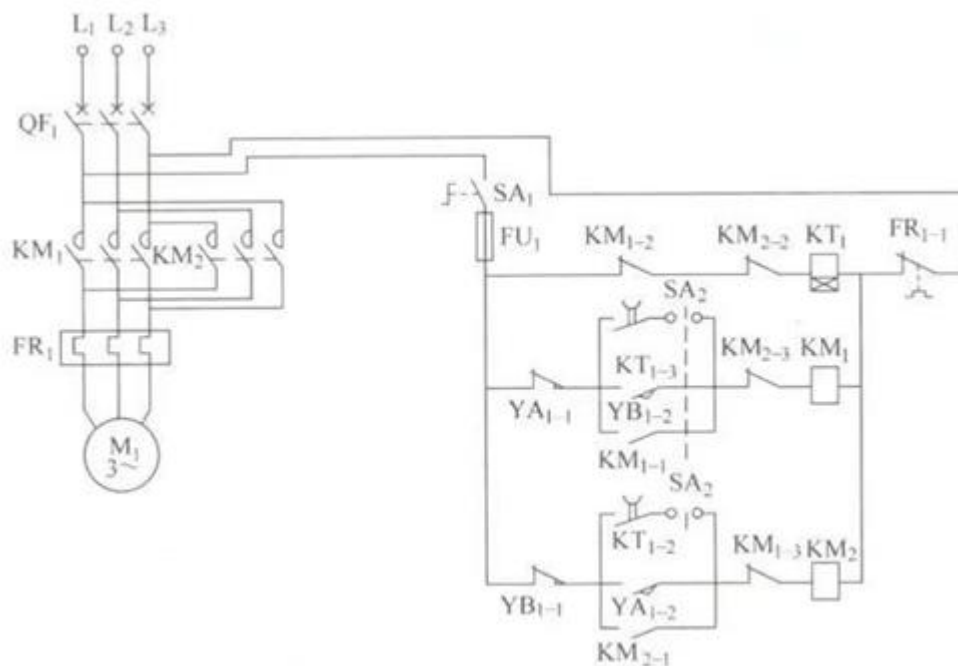 L₁ L₂ L₃
QF₁
SA₁
FU₁
KM₁ KM₂
KM₁₋₂ KM₂₋₂ KT₁ FR₁₋₁
SA₂
FR₁
KT₁₋₃ KM₂₋₃ KM₁
YA₁₋₁ YB₁₋₂
KM₁₋₁
M₁
3~
SA₂
KT₁₋₂ KM₁₋₃ KM₂
YB₁₋₁ YA₁₋₂
KM₂₋₁